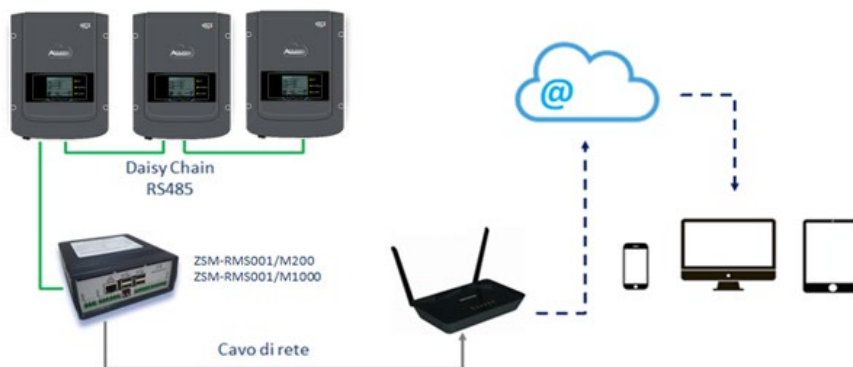 Daisy Chain
RS485
@
ZSM-RMS001/M200
ZSM-RMS001/M1000
Cavo di rete